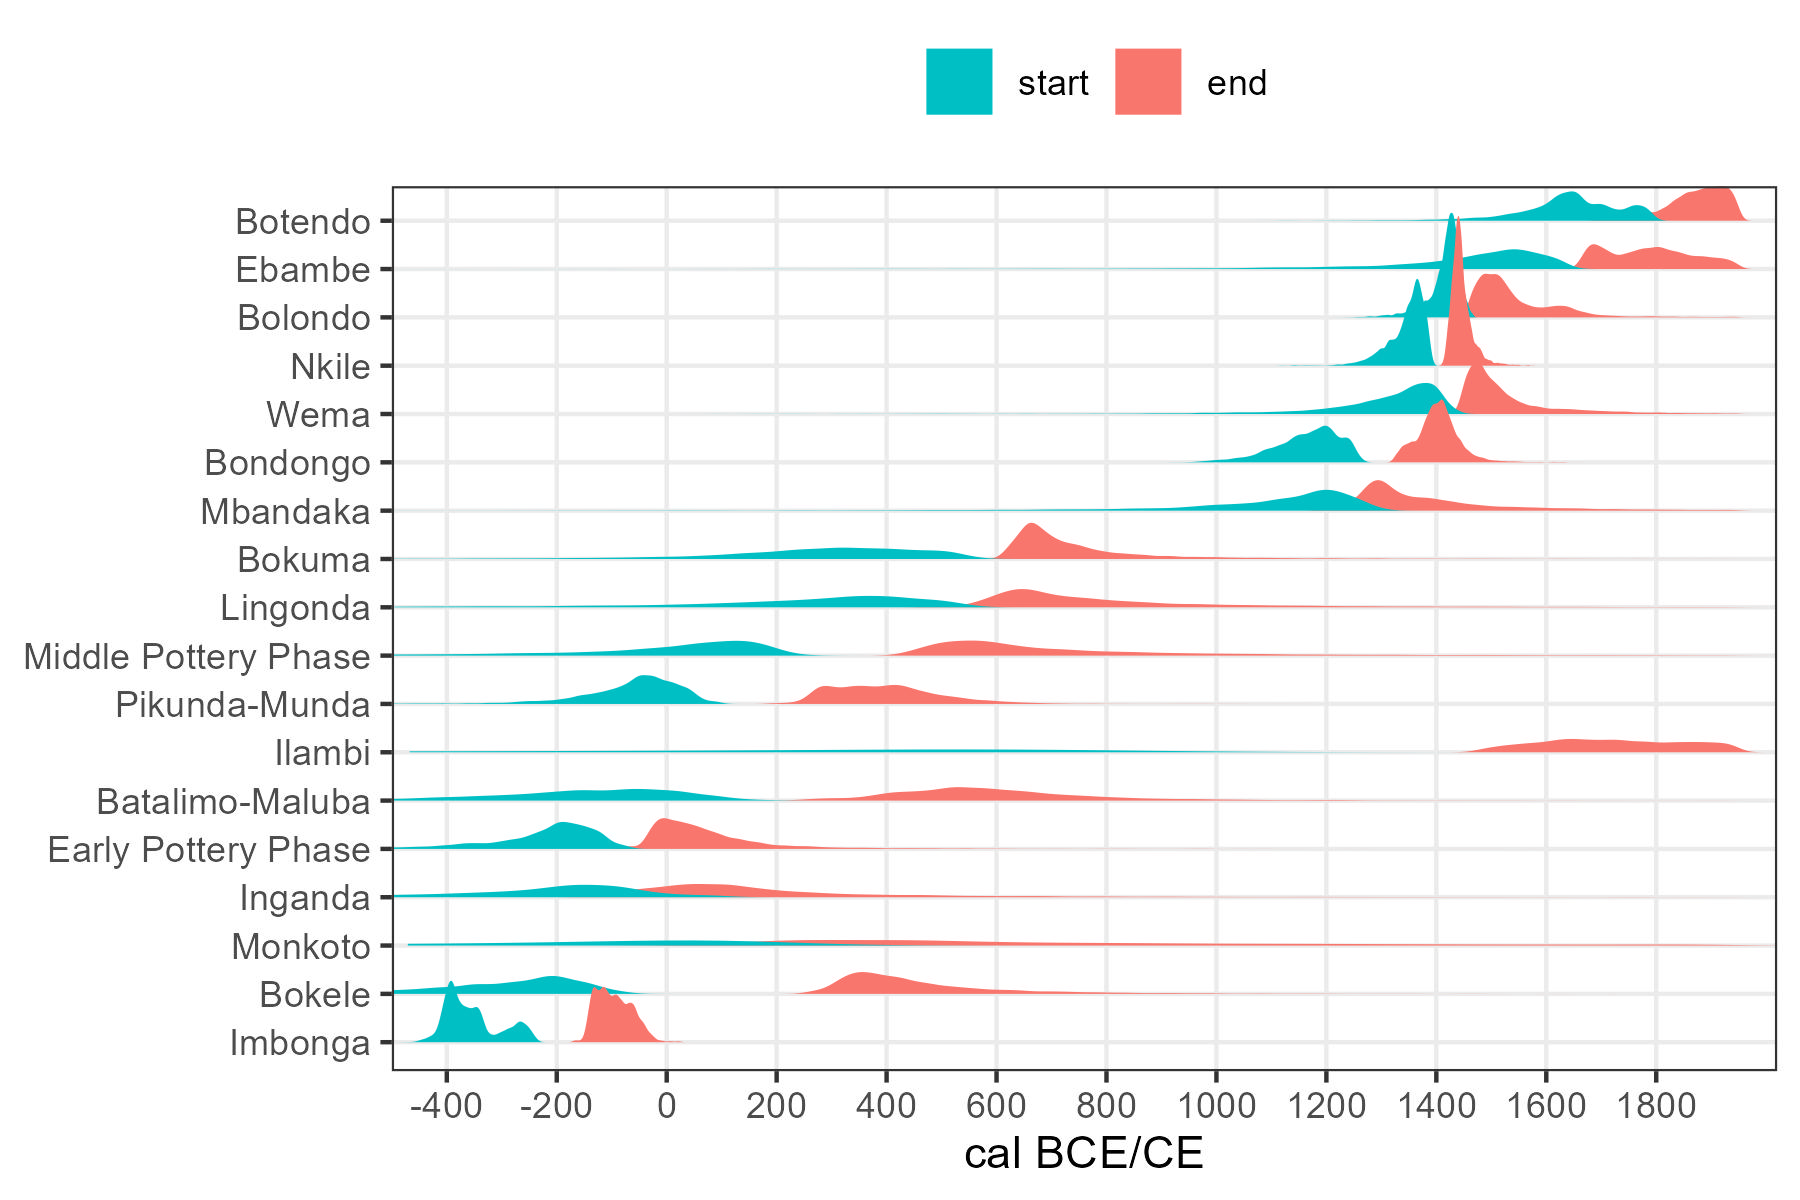 start end
Botendo
Ebambe
Bolondo
Nkile
Wema
Bondongo
Mbandaka
Bokuma
Lingonda
Middle Pottery Phase
Pikunda-Munda
Ilambi
Batalimo-Maluba
Early Pottery Phase
Inganda
Monkoto
Bokele
Imbonga
-400 -200 0 200 400 600 800 1000 1200 1400 1600 1800
cal BCE/CE